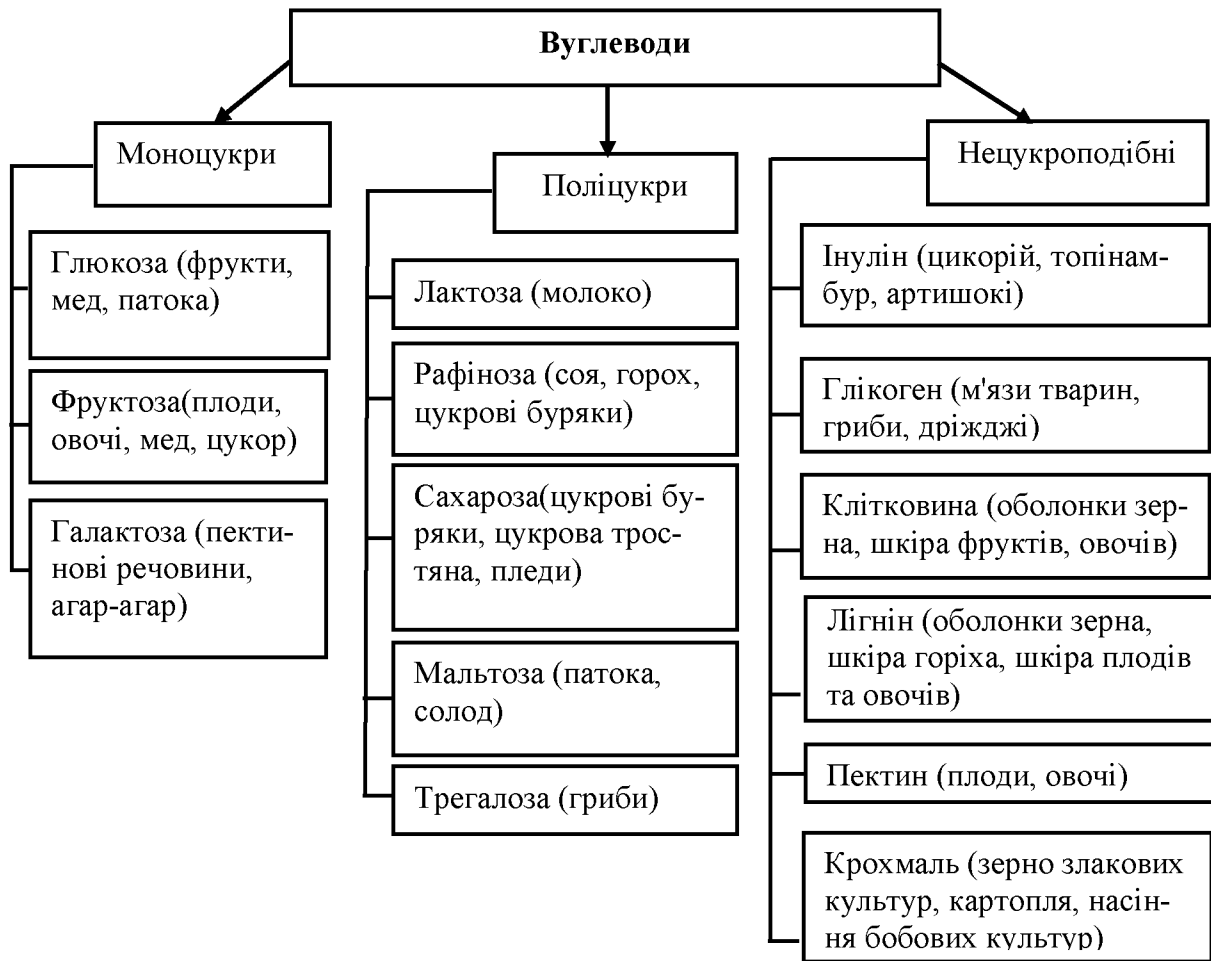 Вуглеводи
Моноцукри
Глюкоза (фрукти,
мед, патока)
Фруктоза(плоди,
овочі, мед, цукор)
Галактоза (пекти-
нові речовини,
агар-агар)
Поліцукри
Лактоза (молоко)
Рафіноза (соя, горох,
цукрові буряки)
Сахароза(цукрові бу-
ряки, цукрова трос-
тяна, пледи)
Мальтоза (патока,
солод)
Трегалоза (гриби)
Нецукроподібні
Інулін (цикорій, топінам-
бур, артишокі)
Глікоген (м'язи тварин,
гриби, дріжджі)
Клітковина (оболонки зер-
на, шкіра фруктів, овочів)
Лігнін (оболонки зерна,
шкіра горіха, шкіра плодів
та овочів)
Пектин (плоди, овочі)
Крохмаль (зерно злакових
культур, картопля, насін-
ня бобових культур)